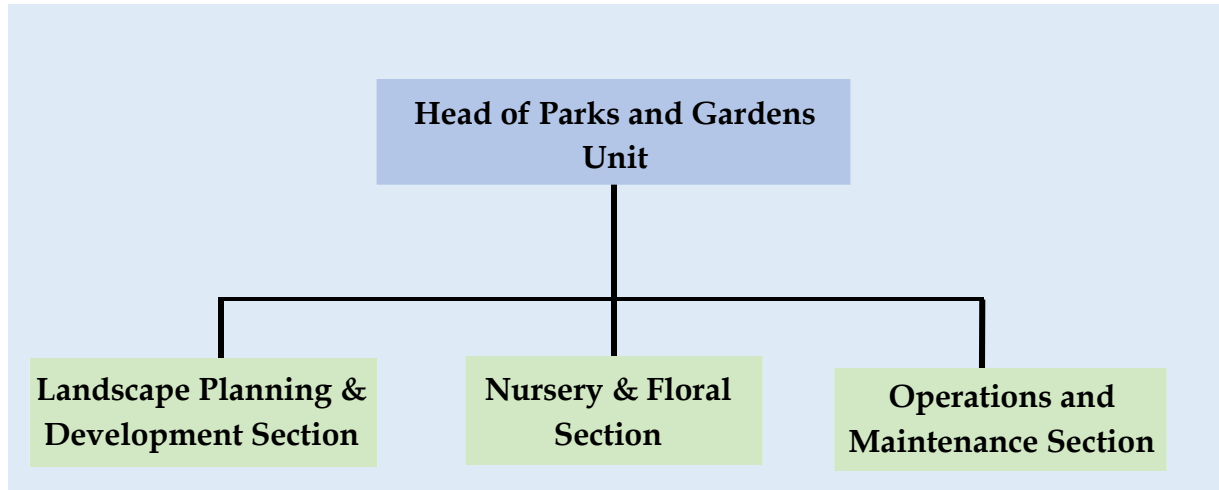 Head of Parks and Gardens
Unit
Landscape Planning &
Development Section
Nursery & Floral
Section
Operations and
Maintenance Section